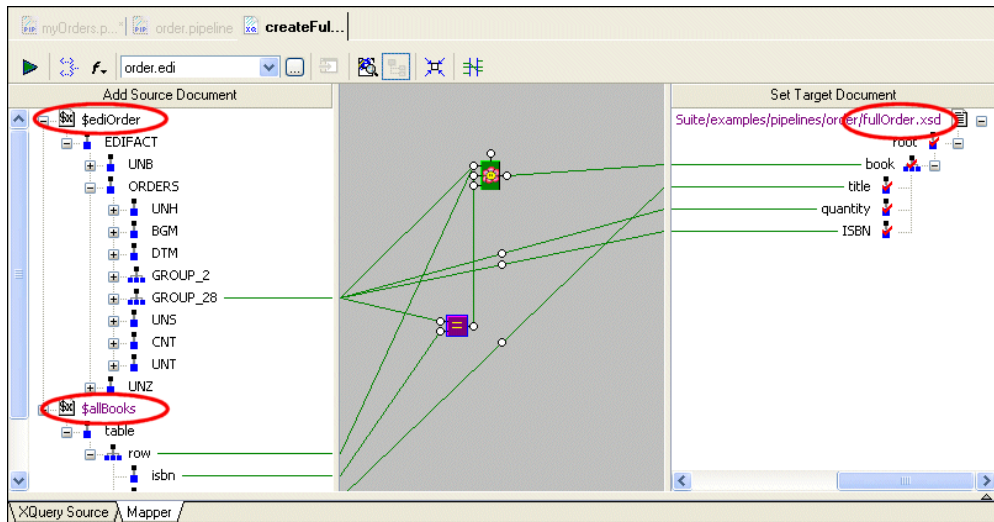 myOrders.p...* order.pipeline createFul...
order.edi ...
Add Source Document
Set Target Document
$ediOrder
Suite/examples/pipelines/order/fullOrder.xsd
EDIFACT
root
UNB
book
ORDERS
title
UNH
quantity
BGM
ISBN
DTM
GROUP_2
GROUP_28
UNS
CNT
UNT
UNZ
$allBooks
table
row
isbn
XQuery Source Mapper